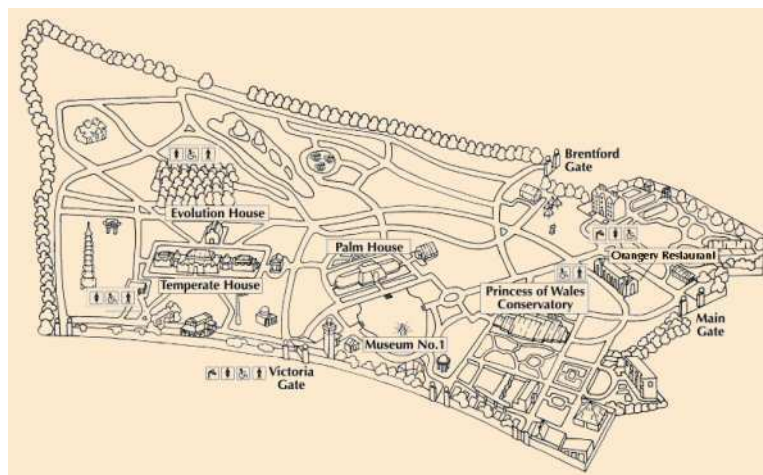 Brentford
Gate
Evolution House
Palm House
Orangery Restaurant
Temperate House
Princess of Wales
Conservatory
Main
Gate
Museum No.1
Victoria
Gate